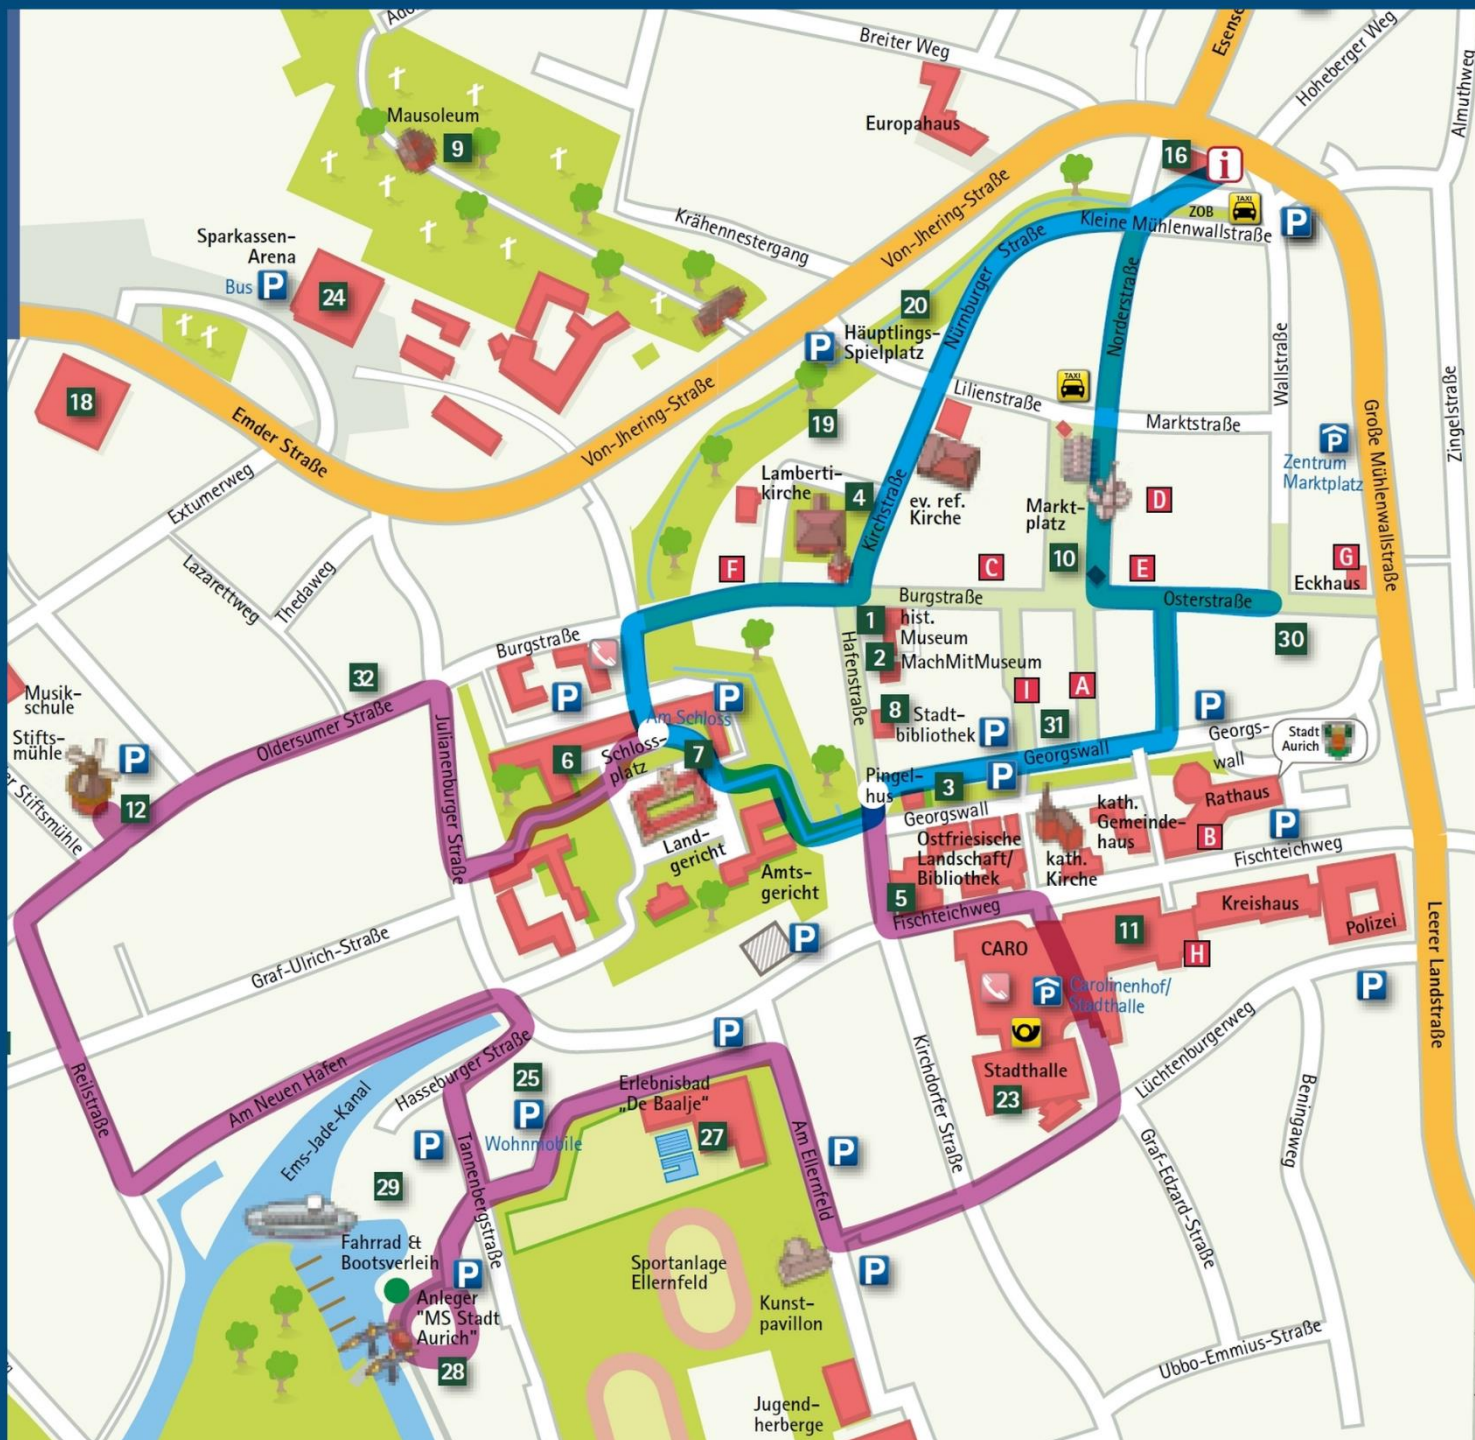 Breiter Weg
Hoheberger Weg
Almuthweg
Europahaus
Mausoleum
9
16
i
TAXI
ZOB
P
Kleine Mühlenwallstraße
Krähennestergang
Von-Jhering-Straße
Nürnburger Straße
Norderstraße
Sparkassen-
Arena
Bus P
24
20
Häuptlings-
Spielplatz
P
19
TAXI
Lilienstraße
Marktstraße
Wallstraße
Zingelstraße
Große Mühlenwallstraße
18
Emder Straße
Von-Jhering-Straße
P
Zentrum
Marktplatz
Extumerweg
Lamberti-
kirche
4
Kirchstraße
ev. ref.
Kirche
Markt-
platz
D
10
C
E
F
G
Eckhaus
Lazarettweg
Thedaweg
Burgstraße
Burgstraße
Osterstraße
30
1
hist.
Museum
2
MachMitMuseum
Hafenstraße
I
A
32
P
P
Am Schloss
8
Stadt-
bibliothek
P
31
P
Musik-
schule
Stifts-
mühle
P
12
er Stiftsmühle
Oldersumer Straße
Julianenburger Straße
6
Schloss-
platz
7
Georgswall
Georgs-
wall
Stadt
Aurich
Pingel-
hus
3
P
Georgswall
Rathaus
B
P
kath.
Gemeinde-
haus
kath.
Kirche
Land-
gericht
Amts-
gericht
Ostfriesische
Landschaft/
Bibliothek
5
Fischteichweg
Fischteichweg
Kreishaus
Polizei
Leerer Landstraße
Graf-Ulrich-Straße
P
CARO
11
H
P
Carolinenhof/
Stadthalle
P
Stadthalle
23
Lüchtenburgerweg
Beningaweg
Reilstraße
Am Neuen Hafen
Ems-Jade-Kanal
Hasseburger Straße
25
P
Wohnmobile
P
Erlebnisbad
„De Baalje“
27
Am Ellernfeld
P
Kirchdorfer Straße
Graf-Edzard-Straße
Tannenbergstraße
P
29
Fahrrad &
Bootsverleih
P
Anleger
"MS Stadt
Aurich"
28
Sportanlage
Ellernfeld
Kunst-
pavillon
P
Ubbo-Emmius-Straße
Jugend-
herberge